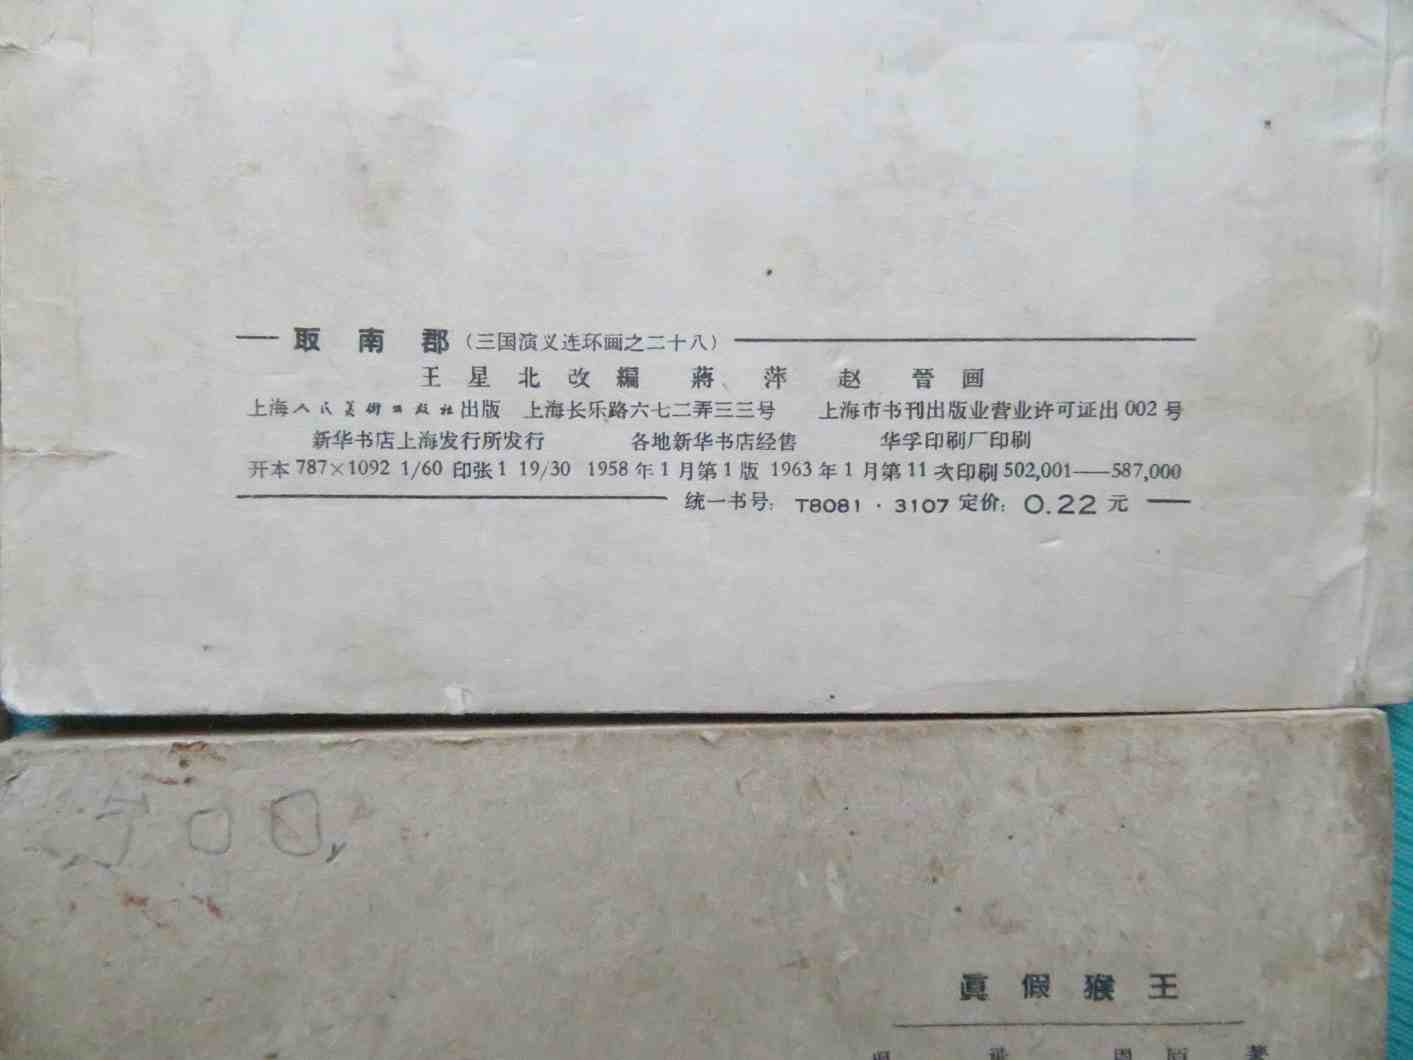 取南郡(三国演义连环画之二十八)
王星北改编 蔣萍 赵晉画
上海人民美術出版社出版 上海长乐路六七二弄三三号 上海市书刊出版业营业许可证出002号
新华书店上海发行所发行 各地新华书店经售 华孚印刷厂印刷
开本787×1092 1/60 印张1 19/30 1958年1月第1版 1963年1月第11次印刷 502,001——587,000
统一书号：T8081·3107 定价：0.22元
500
眞假猴王